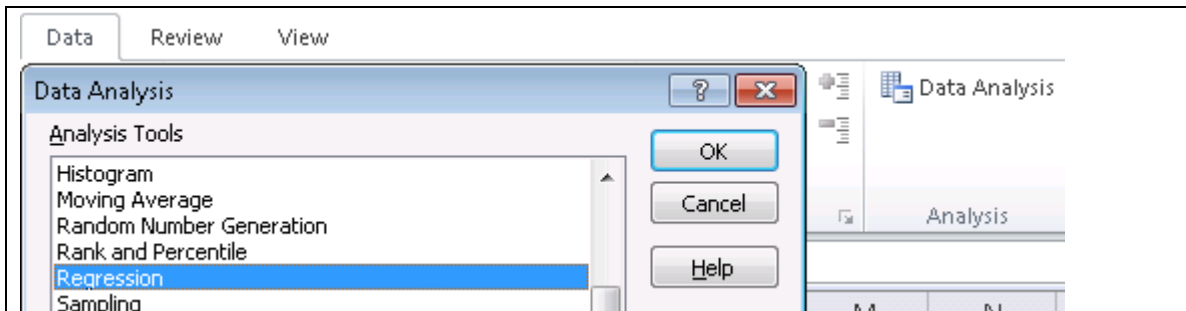 Data Review View
Data Analysis
Data Analysis
Analysis Tools
OK
Histogram
Moving Average
Cancel
Random Number Generation
Analysis
Rank and Percentile
Help
Regression
Sampling